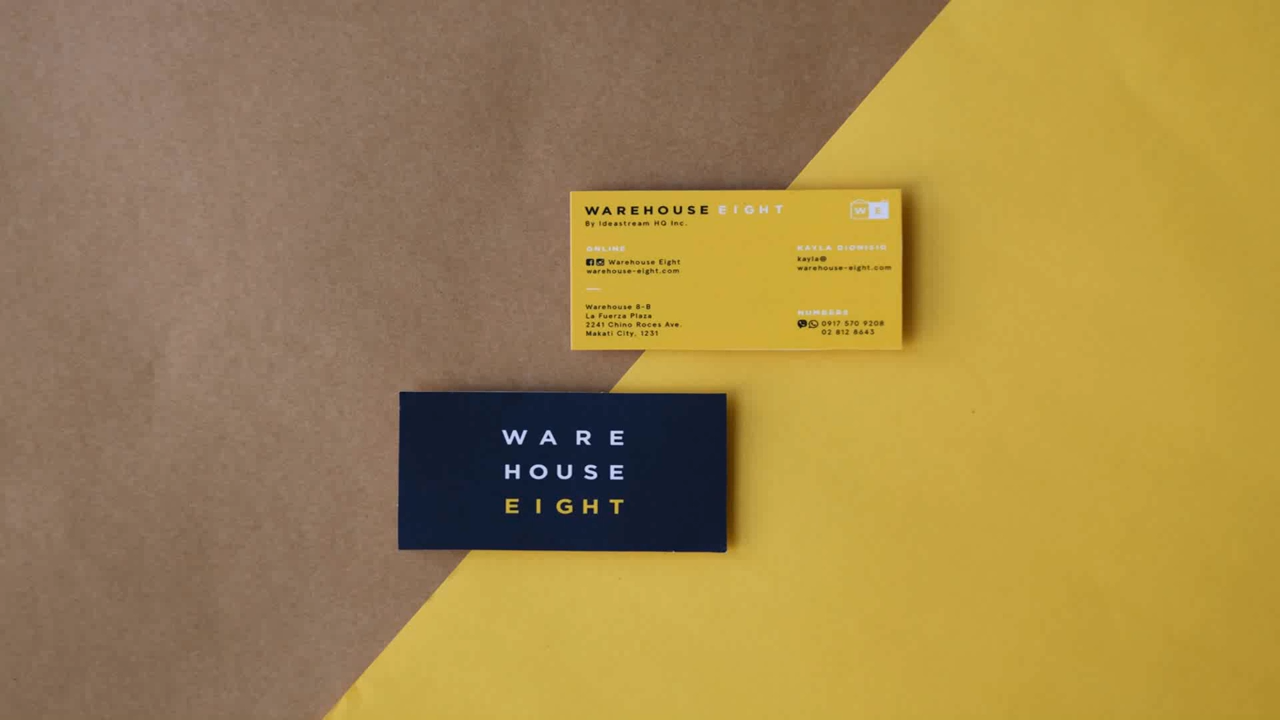 WAREHOUSE EIGHT
By Ideastream HQ Inc.
W E
ONLINE
Warehouse Eight
warehouse-eight.com
Warehouse 8-B
La Fuerza Plaza
2241 Chino Roces Ave.
Makati City, 1231
KAYLA DIONISIO
kayla@
warehouse-eight.com
NUMBERS
0917 570 9208
02 812 8643
WARE
HOUSE
EIGHT